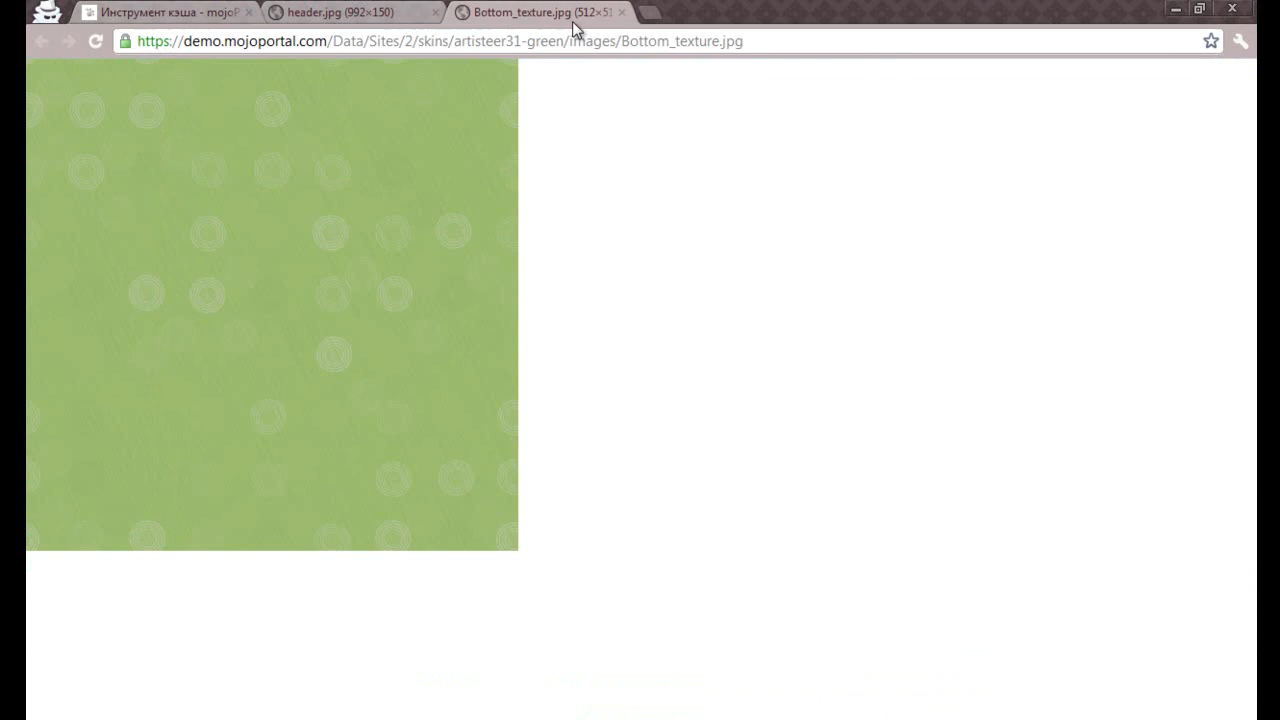 Инструмент кэша - mojoP
header.jpg (992×150)
Bottom_texture.jpg (512×51
https://demo.mojoportal.com/Data/Sites/2/skins/artisteer31-green/images/Bottom_texture.jpg